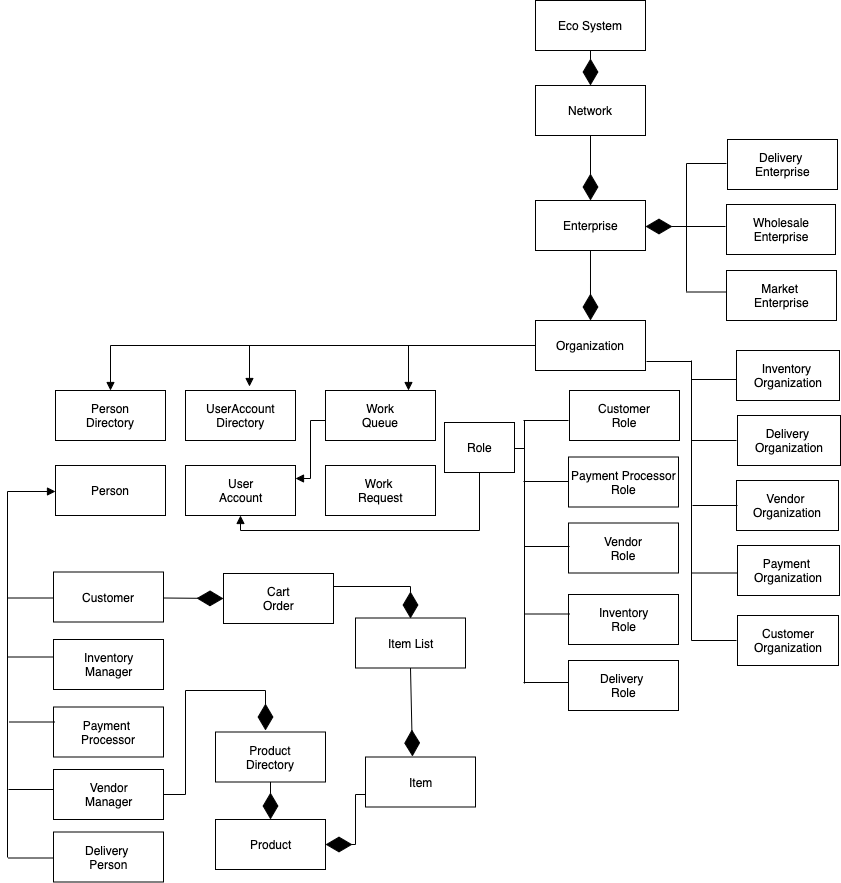 Eco System
Network
Delivery
Enterprise
Enterprise
Wholesale
Enterprise
Market
Enterprise
Organization
Inventory
Organization
Person
Directory
UserAccount
Directory
Work
Queue
Customer
Role
Role
Delivery
Organization
Person
User
Account
Work
Request
Payment Processor
Role
Vendor
Organization
Vendor
Role
Payment
Organization
Customer
Cart
Order
Inventory
Role
Customer
Organization
Item List
Inventory
Manager
Delivery
Role
Payment
Processor
Product
Directory
Item
Vendor
Manager
Product
Delivery
Person